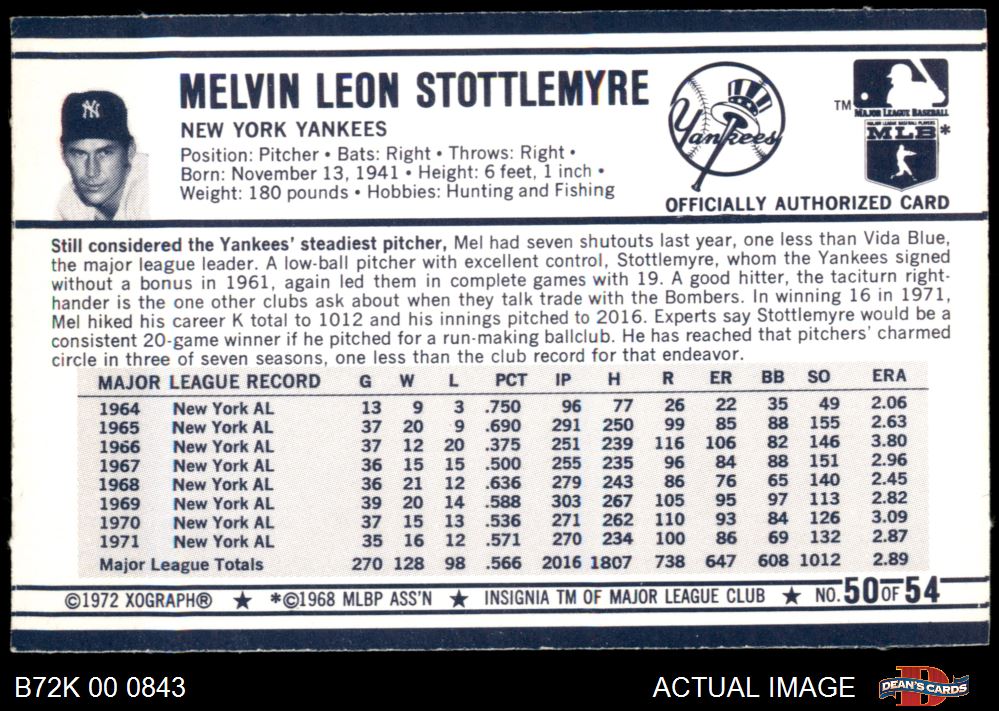 MELVIN LEON STOTTLEMYRE
NEW YORK YANKEES
Position: Pitcher • Bats: Right • Throws: Right •
Born: November 13, 1941 • Height: 6 feet, 1 inch •
Weight: 180 pounds • Hobbies: Hunting and Fishing
NY
Yankees
TM
MAJOR LEAGUE BASEBALL
MAJOR LEAGUE BASEBALL PLAYERS
MLB*
OFFICIALLY AUTHORIZED CARD
Still considered the Yankees' steadiest pitcher, Mel had seven shutouts last year, one less than Vida Blue,
the major league leader. A low-ball pitcher with excellent control, Stottlemyre, whom the Yankees signed
without a bonus in 1961, again led them in complete games with 19. A good hitter, the taciturn right-
hander is the one other clubs ask about when they talk trade with the Bombers. In winning 16 in 1971,
Mel hiked his career K total to 1012 and his innings pitched to 2016. Experts say Stottlemyre would be a
consistent 20-game winner if he pitched for a run-making ballclub. He has reached that pitchers' charmed
circle in three of seven seasons, one less than the club record for that endeavor.
MAJOR LEAGUE RECORD G W L PCT IP H R ER BB SO ERA
1964 New York AL 13 9 3 .750 96 77 26 22 35 49 2.06
1965 New York AL 37 20 9 .690 291 250 99 85 88 155 2.63
1966 New York AL 37 12 20 .375 251 239 116 106 82 146 3.80
1967 New York AL 36 15 15 .500 255 235 96 84 88 151 2.96
1968 New York AL 36 21 12 .636 279 243 86 76 65 140 2.45
1969 New York AL 39 20 14 .588 303 267 105 95 97 113 2.82
1970 New York AL 37 15 13 .536 271 262 110 93 84 126 3.09
1971 New York AL 35 16 12 .571 270 234 100 86 69 132 2.87
Major League Totals 270 128 98 .566 2016 1807 738 647 608 1012 2.89
©1972 XOGRAPH® ★ *©1968 MLBP ASS'N ★ INSIGNIA TM OF MAJOR LEAGUE CLUB ★ NO. 50 OF 54
B72K 00 0843
ACTUAL IMAGE
DEAN'S CARDS